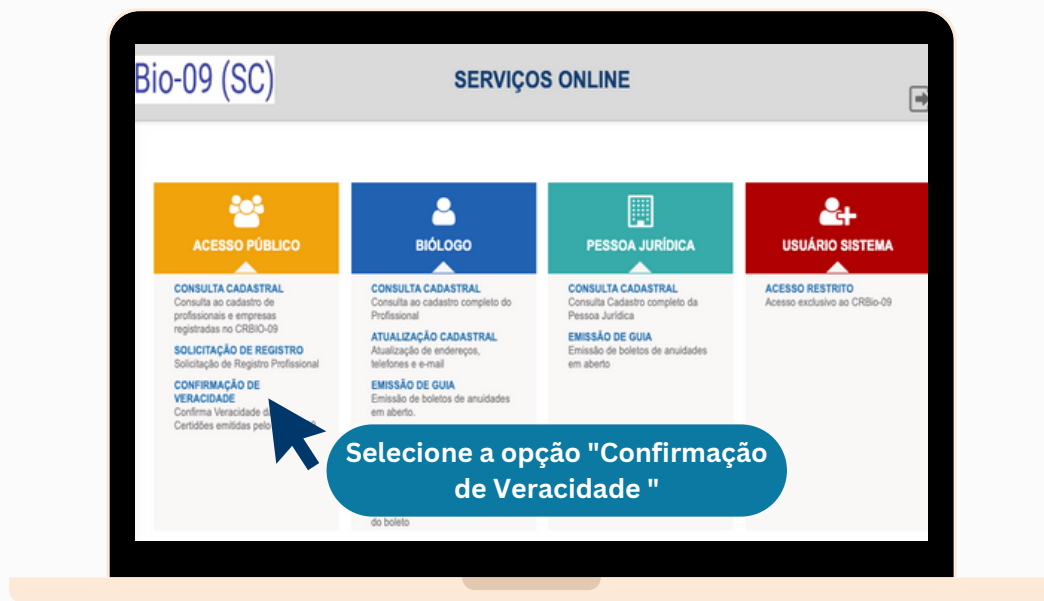 Bio-09 (SC)
SERVIÇOS ONLINE
ACESSO PÚBLICO
CONSULTA CADASTRAL
Consulta ao cadastro de
profissionais e empresas
registradas no CRBIO-09
SOLICITAÇÃO DE REGISTRO
Solicitação de Registro Profissional
CONFIRMAÇÃO DE
VERACIDADE
Confirma Veracidade
Certidões emitidas pelo
BIÓLOGO
CONSULTA CADASTRAL
Consulta ao cadastro completo do
Profissional
ATUALIZAÇÃO CADASTRAL
Atualização de endereços,
telefones e e-mail
EMISSÃO DE GUIA
Emissão de boletos de anuidades
em aberto.
do boleto
PESSOA JURÍDICA
CONSULTA CADASTRAL
Consulta Cadastro completo da
Pessoa Jurídica
EMISSÃO DE GUIA
Emissão de boletos de anuidades
em aberto
USUÁRIO SISTEMA
ACESSO RESTRITO
Acesso exclusivo ao CRBio-09
Selecione a opção "Confirmação
de Veracidade "